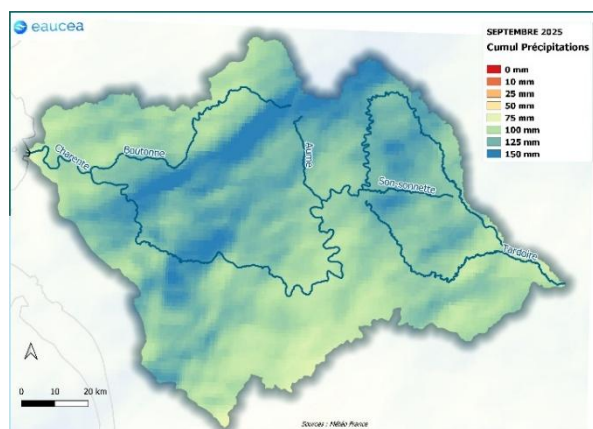 eaucea
SEPTEMBRE 2025
Cumul Précipitations
0 mm
10 mm
25 mm
50 mm
75 mm
100 mm
125 mm
150 mm
Charente
Boutonne
Aume
Son-sonnette
Tardoire
0 10 20 km
Sources : Météo France